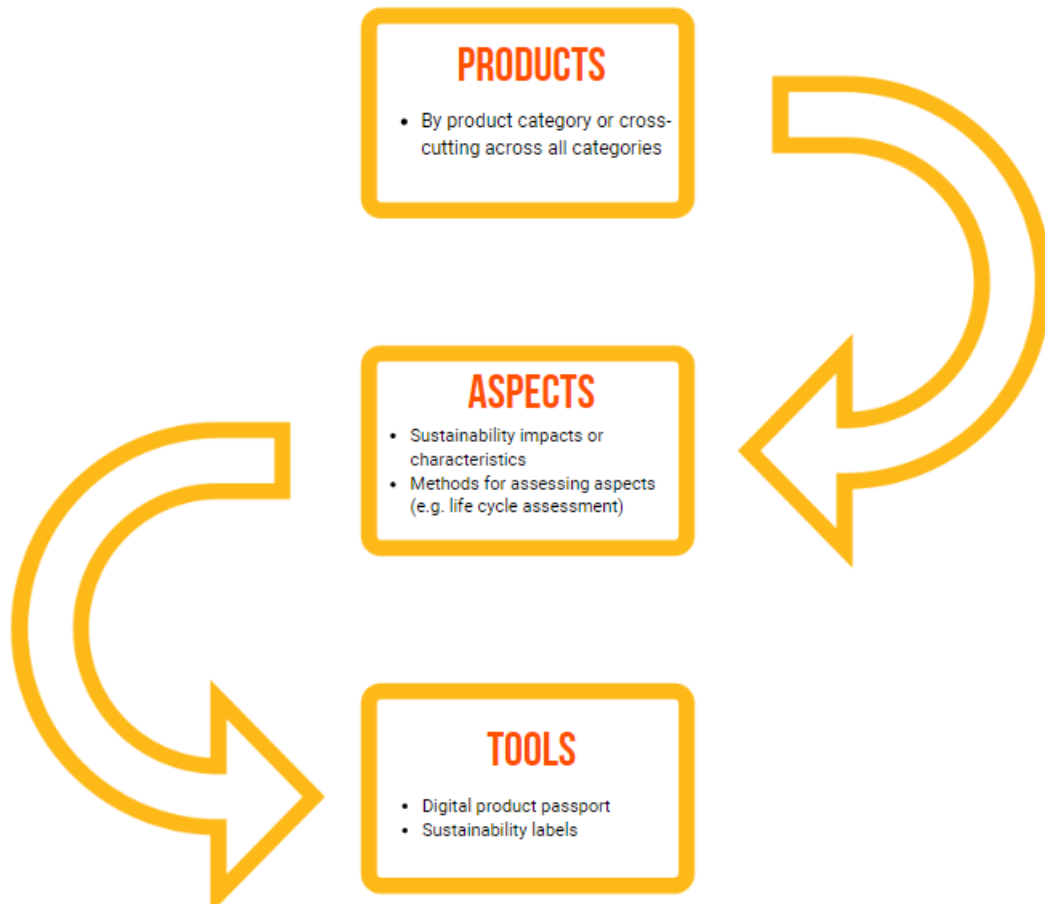 PRODUCTS
• By product category or cross-
cutting across all categories
ASPECTS
• Sustainability impacts or
characteristics
• Methods for assessing aspects
(e.g. life cycle assessment)
TOOLS
• Digital product passport
• Sustainability labels